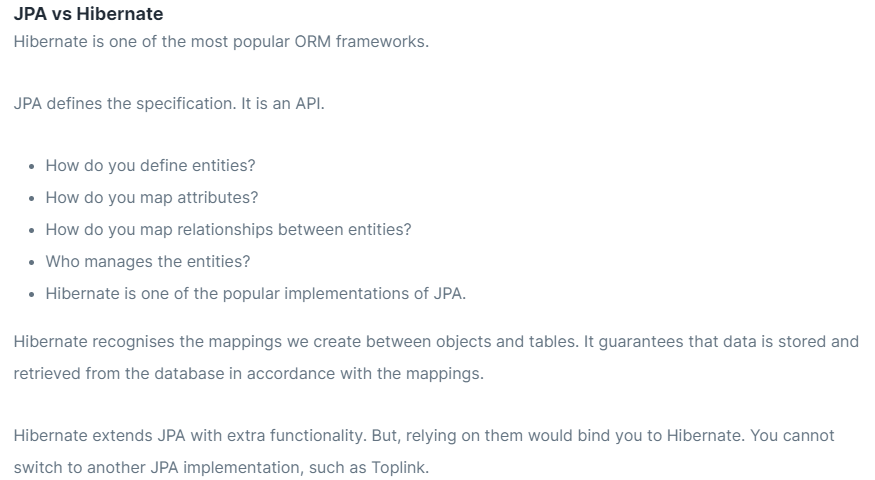 JPA vs Hibernate
Hibernate is one of the most popular ORM frameworks.
JPA defines the specification. It is an API.
• How do you define entities?
• How do you map attributes?
• How do you map relationships between entities?
• Who manages the entities?
• Hibernate is one of the popular implementations of JPA.
Hibernate recognises the mappings we create between objects and tables. It guarantees that data is stored and
retrieved from the database in accordance with the mappings.
Hibernate extends JPA with extra functionality. But, relying on them would bind you to Hibernate. You cannot
switch to another JPA implementation, such as Toplink.